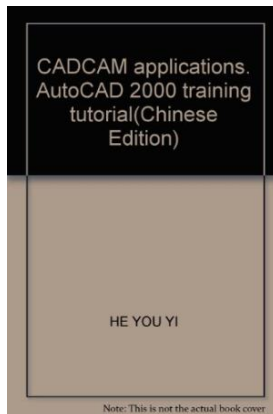 CADCAM applications.
AutoCAD 2000 training
tutorial(Chinese
Edition)
HE YOU YI
Note: This is not the actual book cover